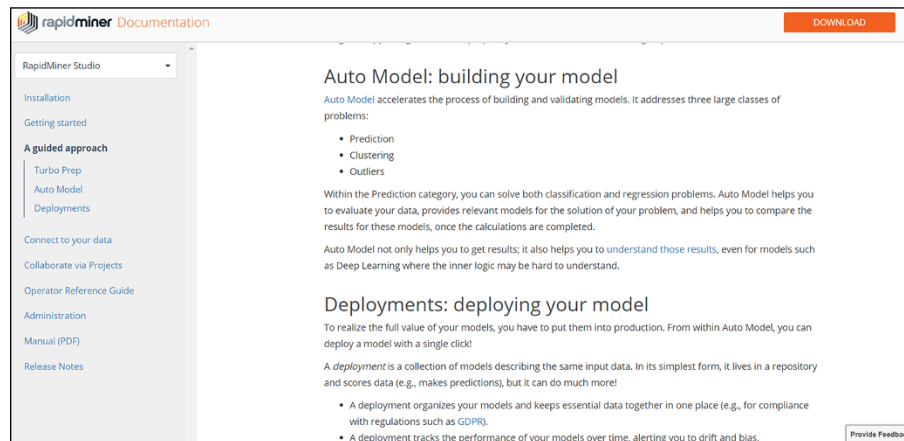 rapidminer Documentation
DOWNLOAD
RapidMiner Studio
Installation
Getting started
A guided approach
Turbo Prep
Auto Model
Deployments
Connect to your data
Collaborate via Projects
Operator Reference Guide
Administration
Manual (PDF)
Release Notes
Auto Model: building your model
Auto Model accelerates the process of building and validating models. It addresses three large classes of
problems:
• Prediction
• Clustering
• Outliers
Within the Prediction category, you can solve both classification and regression problems. Auto Model helps you
to evaluate your data, provides relevant models for the solution of your problem, and helps you to compare the
results for these models, once the calculations are completed.
Auto Model not only helps you to get results; it also helps you to understand those results, even for models such
as Deep Learning where the inner logic may be hard to understand.
Deployments: deploying your model
To realize the full value of your models, you have to put them into production. From within Auto Model, you can
deploy a model with a single click!
A deployment is a collection of models describing the same input data. In its simplest form, it lives in a repository
and scores data (e.g., makes predictions), but it can do much more!
• A deployment organizes your models and keeps essential data together in one place (e.g., for compliance
with regulations such as GDPR).
• A deployment tracks the performance of your models over time, alerting you to drift and bias.
Provide Feedbac